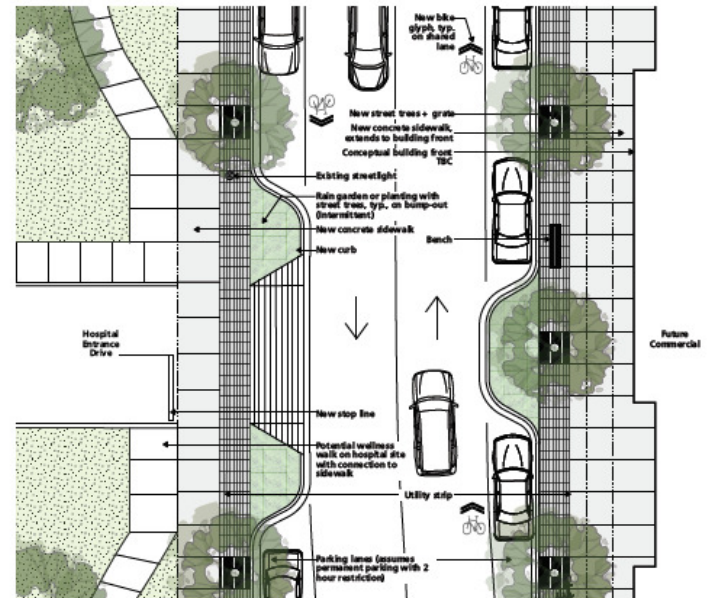 New bike
glyph, typ.
on shared
lane
New street trees + grate
New concrete sidewalk,
extends to building front
Conceptual building front
TBC
Existing streetlight
Rain garden or planting with
street trees, typ., on bump-out
(Intermittent)
New concrete sidewalk
Bench
New curb
Hospital
Entrance
Drive
Future
Commercial
New stop line
Potential wellness
walk on hospital site
with connection to
sidewalk
Utility strip
Parking lanes (assumes
permanent parking with 2
hour restriction)